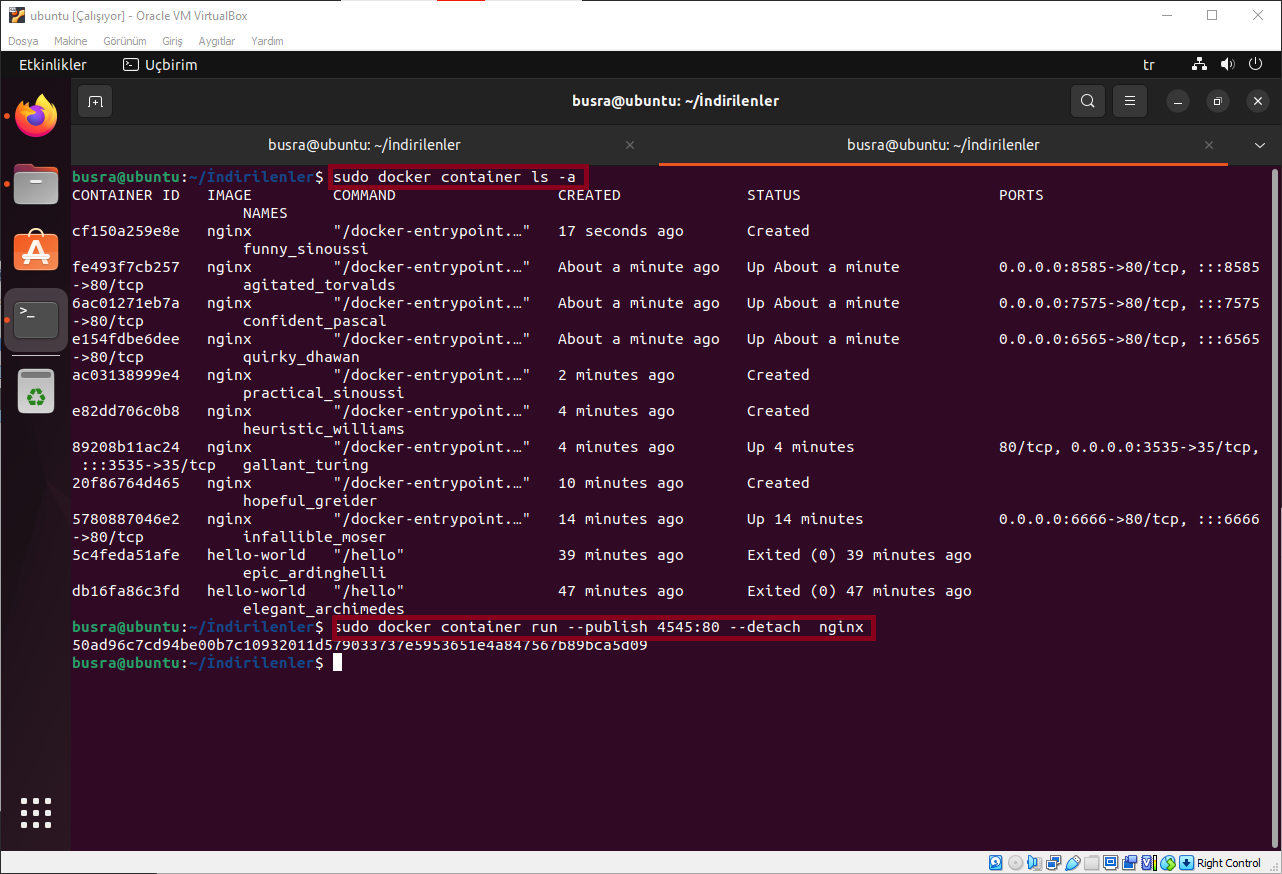 ubuntu [Çalışıyor] - Oracle VM VirtualBox
Dosya Makine Görünüm Giriş Aygıtlar Yardım
Etkinlikler Uçbirim tr
busra@ubuntu: ~/İndirilenler
busra@ubuntu: ~/İndirilenler busra@ubuntu: ~/İndirilenler
busra@ubuntu:~/İndirilenler$ sudo docker container ls -a
CONTAINER ID IMAGE COMMAND CREATED STATUS PORTS
NAMES
cf150a259e8e nginx "/docker-entrypoint.…" 17 seconds ago Created
funny_sinoussi
fe493f7cb257 nginx "/docker-entrypoint.…" About a minute ago Up About a minute 0.0.0.0:8585->80/tcp, :::8585
->80/tcp agitated_torvalds
6ac01271eb7a nginx "/docker-entrypoint.…" About a minute ago Up About a minute 0.0.0.0:7575->80/tcp, :::7575
->80/tcp confident_pascal
e154fdbe6dee nginx "/docker-entrypoint.…" About a minute ago Up About a minute 0.0.0.0:6565->80/tcp, :::6565
->80/tcp quirky_dhawan
ac03138999e4 nginx "/docker-entrypoint.…" 2 minutes ago Created
practical_sinoussi
e82dd706c0b8 nginx "/docker-entrypoint.…" 4 minutes ago Created
heuristic_williams
89208b11ac24 nginx "/docker-entrypoint.…" 4 minutes ago Up 4 minutes 80/tcp, 0.0.0.0:3535->35/tcp,
:::3535->35/tcp gallant_turing
20f86764d465 nginx "/docker-entrypoint.…" 10 minutes ago Created
hopeful_greider
5780887046e2 nginx "/docker-entrypoint.…" 14 minutes ago Up 14 minutes 0.0.0.0:6666->80/tcp, :::6666
->80/tcp infallible_moser
5c4feda51afe hello-world "/hello" 39 minutes ago Exited (0) 39 minutes ago
epic_ardinghelli
db16fa86c3fd hello-world "/hello" 47 minutes ago Exited (0) 47 minutes ago
elegant_archimedes
busra@ubuntu:~/İndirilenler$ sudo docker container run --publish 4545:80 --detach nginx
50ad96c7cd94be00b7c10932011d579033737e5953651e4a847567b89bca5d09
busra@ubuntu:~/İndirilenler$
Right Control